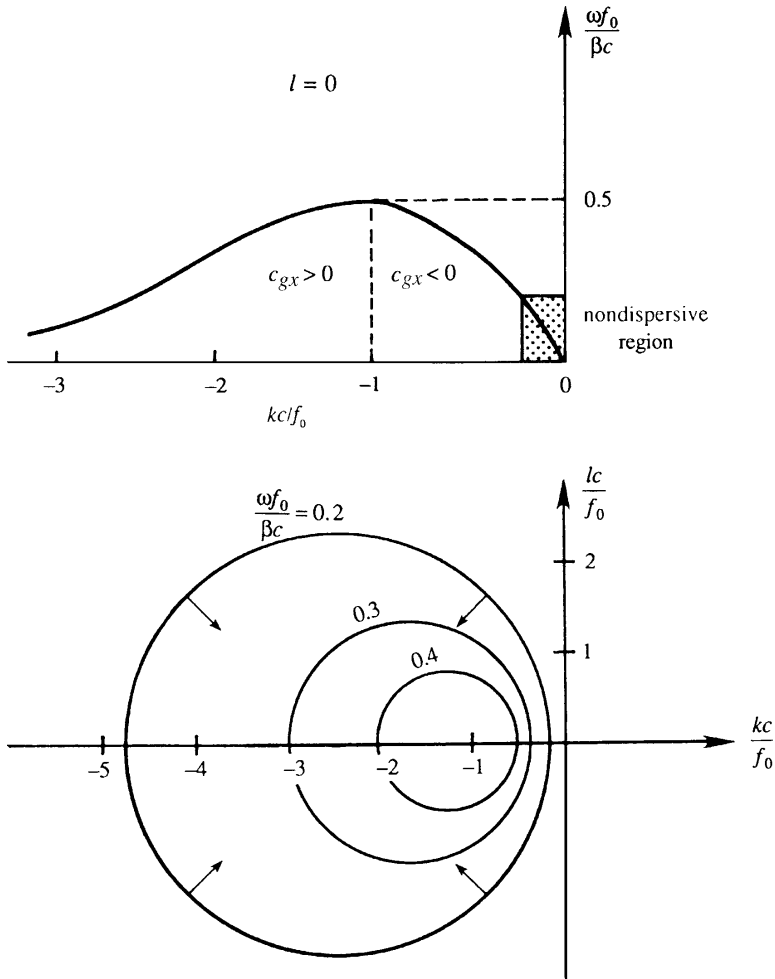 ωf₀
βc
l = 0
0.5
c_gx > 0
c_gx < 0
nondispersive
region
–3
–2
–1
0
kc/f₀
ωf₀
βc
= 0.2
lc
f₀
2
0.3
1
0.4
kc
f₀
–5
–4
–3
–2
–1